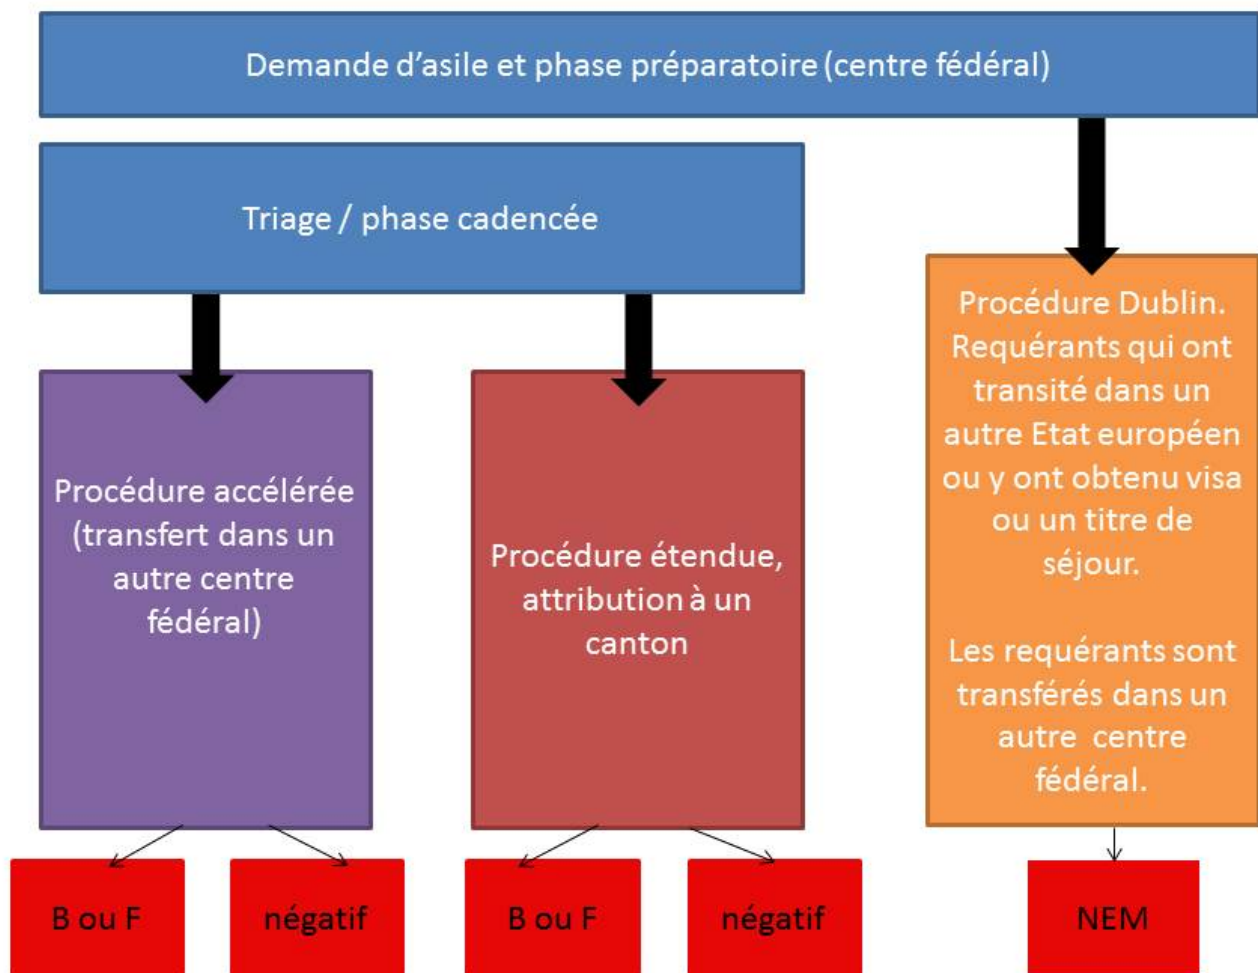 Demande d'asile et phase préparatoire (centre fédéral)
Triage / phase cadencée
Procédure accélérée
(transfert dans un
autre centre
fédéral)
Procédure étendue,
attribution à un
canton
Procédure Dublin.
Requérants qui ont
transité dans un
autre Etat européen
ou y ont obtenu visa
ou un titre de
séjour.
Les requérants sont
transférés dans un
autre centre
fédéral.
B ou F
négatif
B ou F
négatif
NEM